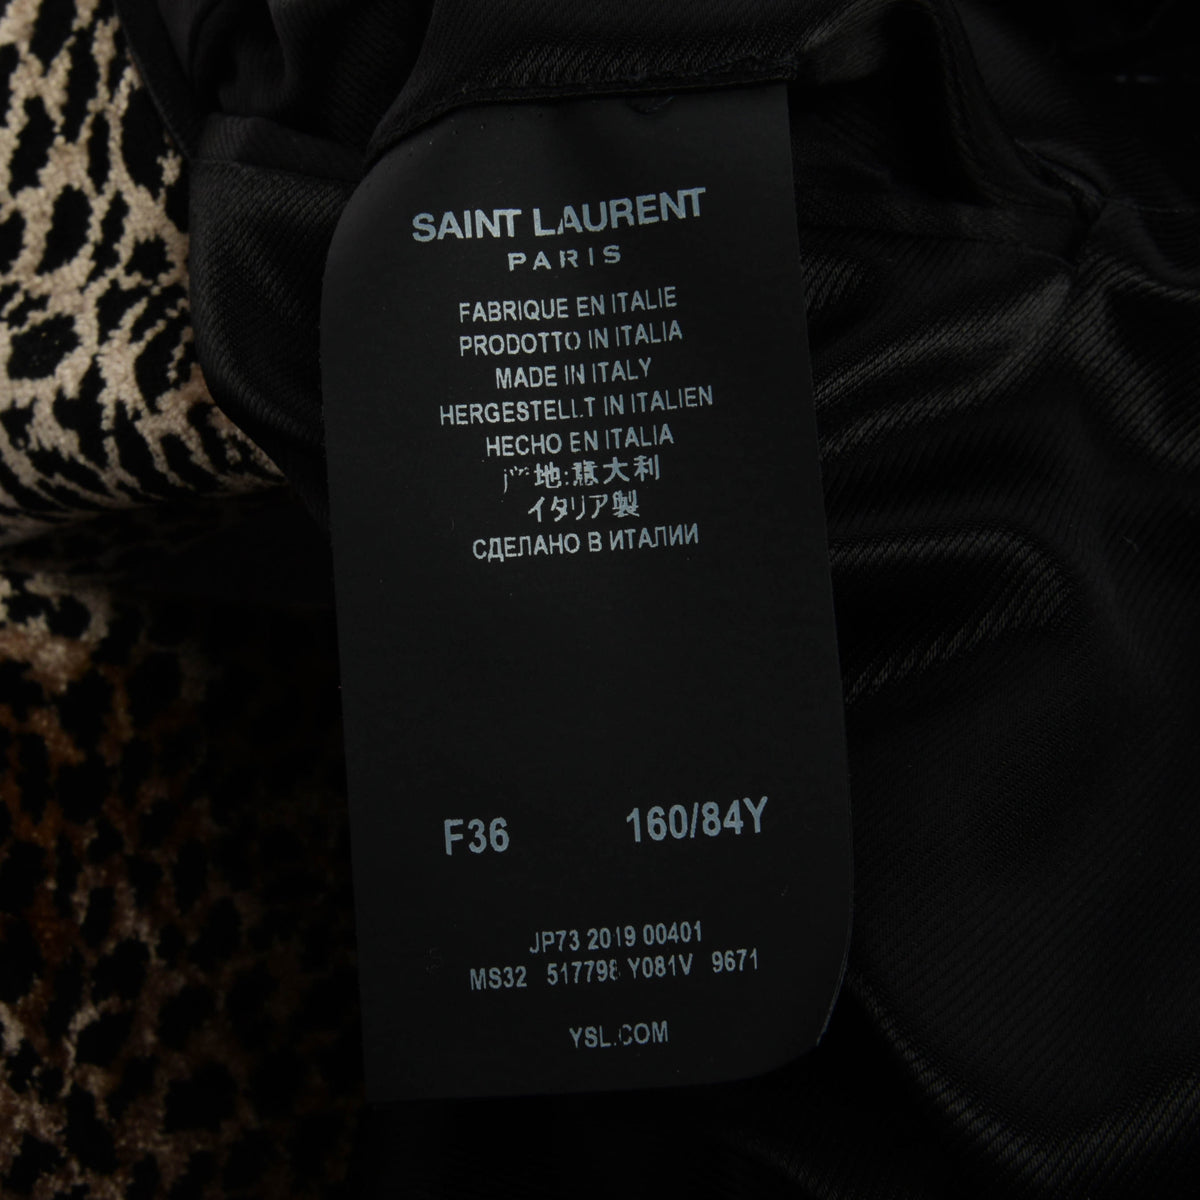 SAINT LAURENT
PARIS
FABRIQUE EN ITALIE
PRODOTTO IN ITALIA
MADE IN ITALY
HERGESTELLT IN ITALIEN
HECHO EN ITALIA
产地:意大利
イタリア製
СДЕЛАНО В ИТАЛИИ
F36 160/84Y
JP73 2019 00401
MS32 517798 Y081V 9671
YSL.COM